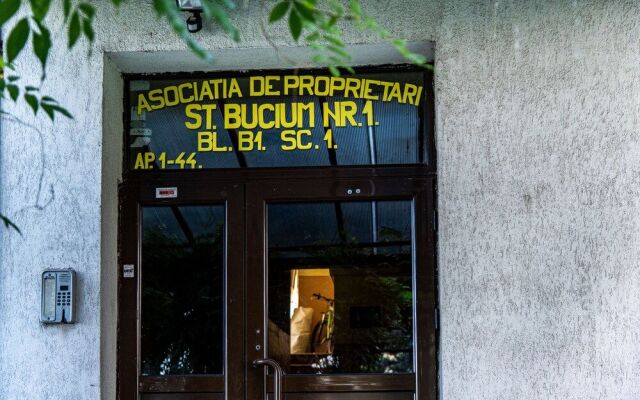 ASOCIATIA DE PROPRIETARI
ST. BUCIUM NR.1.
BL. B1. SC. 1.
AP. 1-44.